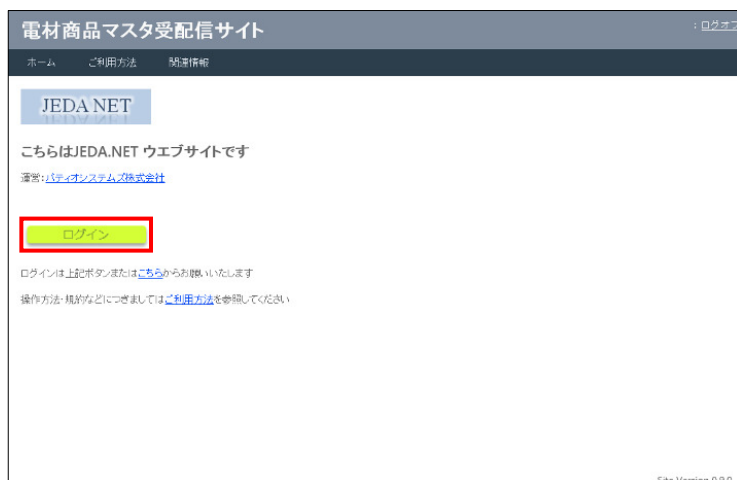 電材商品マスタ受配信サイト
: ログオフ
ホーム ご利用方法 関連情報
JEDA NET
こちらはJEDA.NET ウエブサイトです
運営:パティオシステムズ株式会社
ログイン
ログインは上記ボタンまたはこちらからお願いいたします
操作方法・規約などにつきましてはご利用方法を参照してください